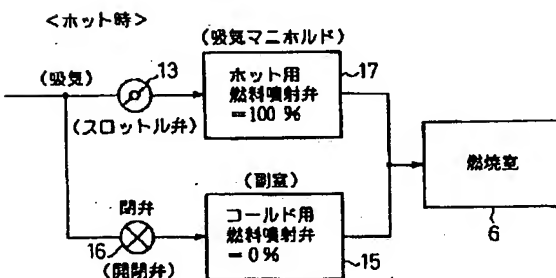 <ホット時>
(吸気マニホルド)
(吸気)
13
ホット用
燃料噴射弁
=100 %
17
(スロットル弁)
(副室)
燃焼室
閉弁
コールド用
燃料噴射弁
=0 %
16
(開閉弁)
15
6